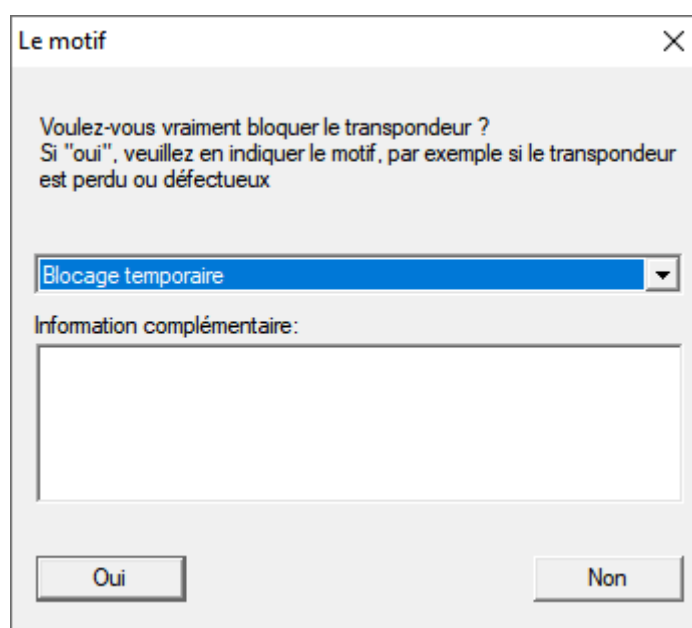 Le motif
Voulez-vous vraiment bloquer le transpondeur ?
Si "oui", veuillez en indiquer le motif, par exemple si le transpondeur
est perdu ou défectueux
Blocage temporaire
Information complémentaire:
Oui
Non